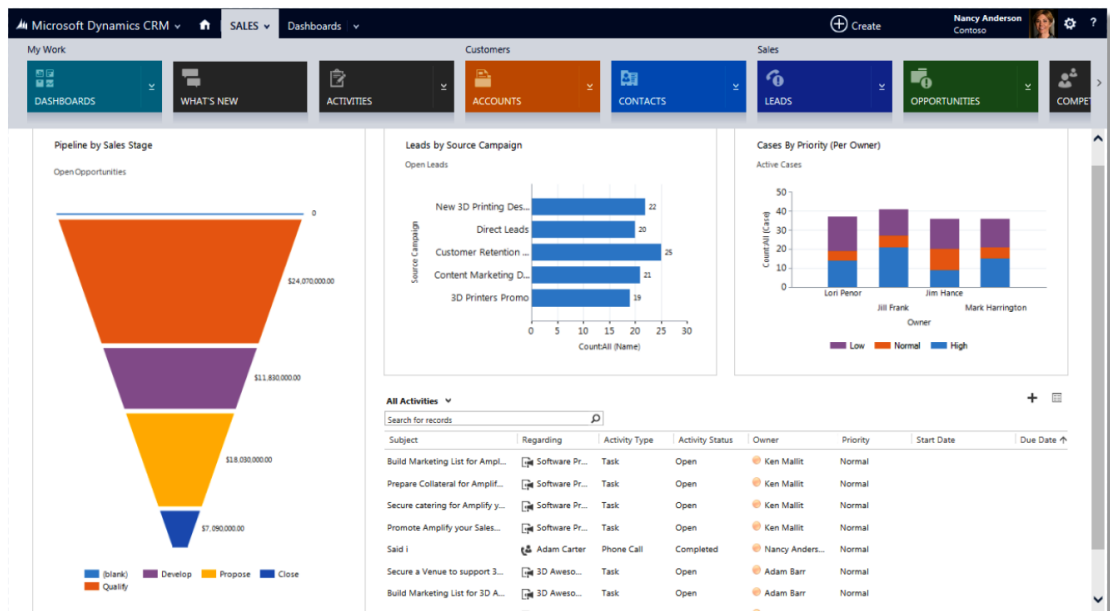 Microsoft Dynamics CRM SALES Dashboards Create Nancy Anderson
Contoso
?
My Work Customers Sales
DASHBOARDS WHAT'S NEW ACTIVITIES ACCOUNTS CONTACTS LEADS OPPORTUNITIES COMPE
Pipeline by Sales Stage
Open Opportunities
0
$24,070,000.00
$11,830,000.00
$18,030,000.00
$7,090,000.00
(blank) Develop Propose Close
Qualify
Leads by Source Campaign
Open Leads
Source Campaign
New 3D Printing Des... 22
Direct Leads 20
Customer Retention ... 25
Content Marketing D... 21
3D Printers Promo 19
0 5 10 15 20 25 30
Count:All (Name)
Cases By Priority (Per Owner)
Active Cases
Count:All (Case)
50
40
30
20
10
0
Lori Penor Jim Hance
Jill Frank Mark Harrington
Owner
Low Normal High
All Activities
Search for records
Subject Regarding Activity Type Activity Status Owner Priority Start Date Due Date
Build Marketing List for Ampl... Software Pr... Task Open Ken Mallit Normal
Prepare Collateral for Amplif... Software Pr... Task Open Ken Mallit Normal
Secure catering for Amplify y... Software Pr... Task Open Ken Mallit Normal
Promote Amplify your Sales... Software Pr... Task Open Ken Mallit Normal
Said i Adam Carter Phone Call Completed Nancy Anders... Normal
Secure a Venue to support 3... 3D Aweso... Task Open Adam Barr Normal
Build Marketing List for 3D A... 3D Aweso... Task Open Adam Barr Normal